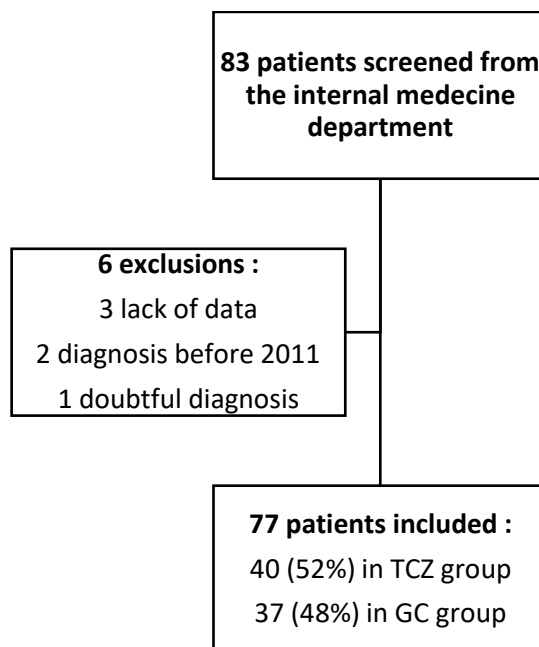 83 patients screened from
the internal medecine
department
6 exclusions :
3 lack of data
2 diagnosis before 2011
1 doubtful diagnosis
77 patients included :
40 (52%) in TCZ group
37 (48%) in GC group